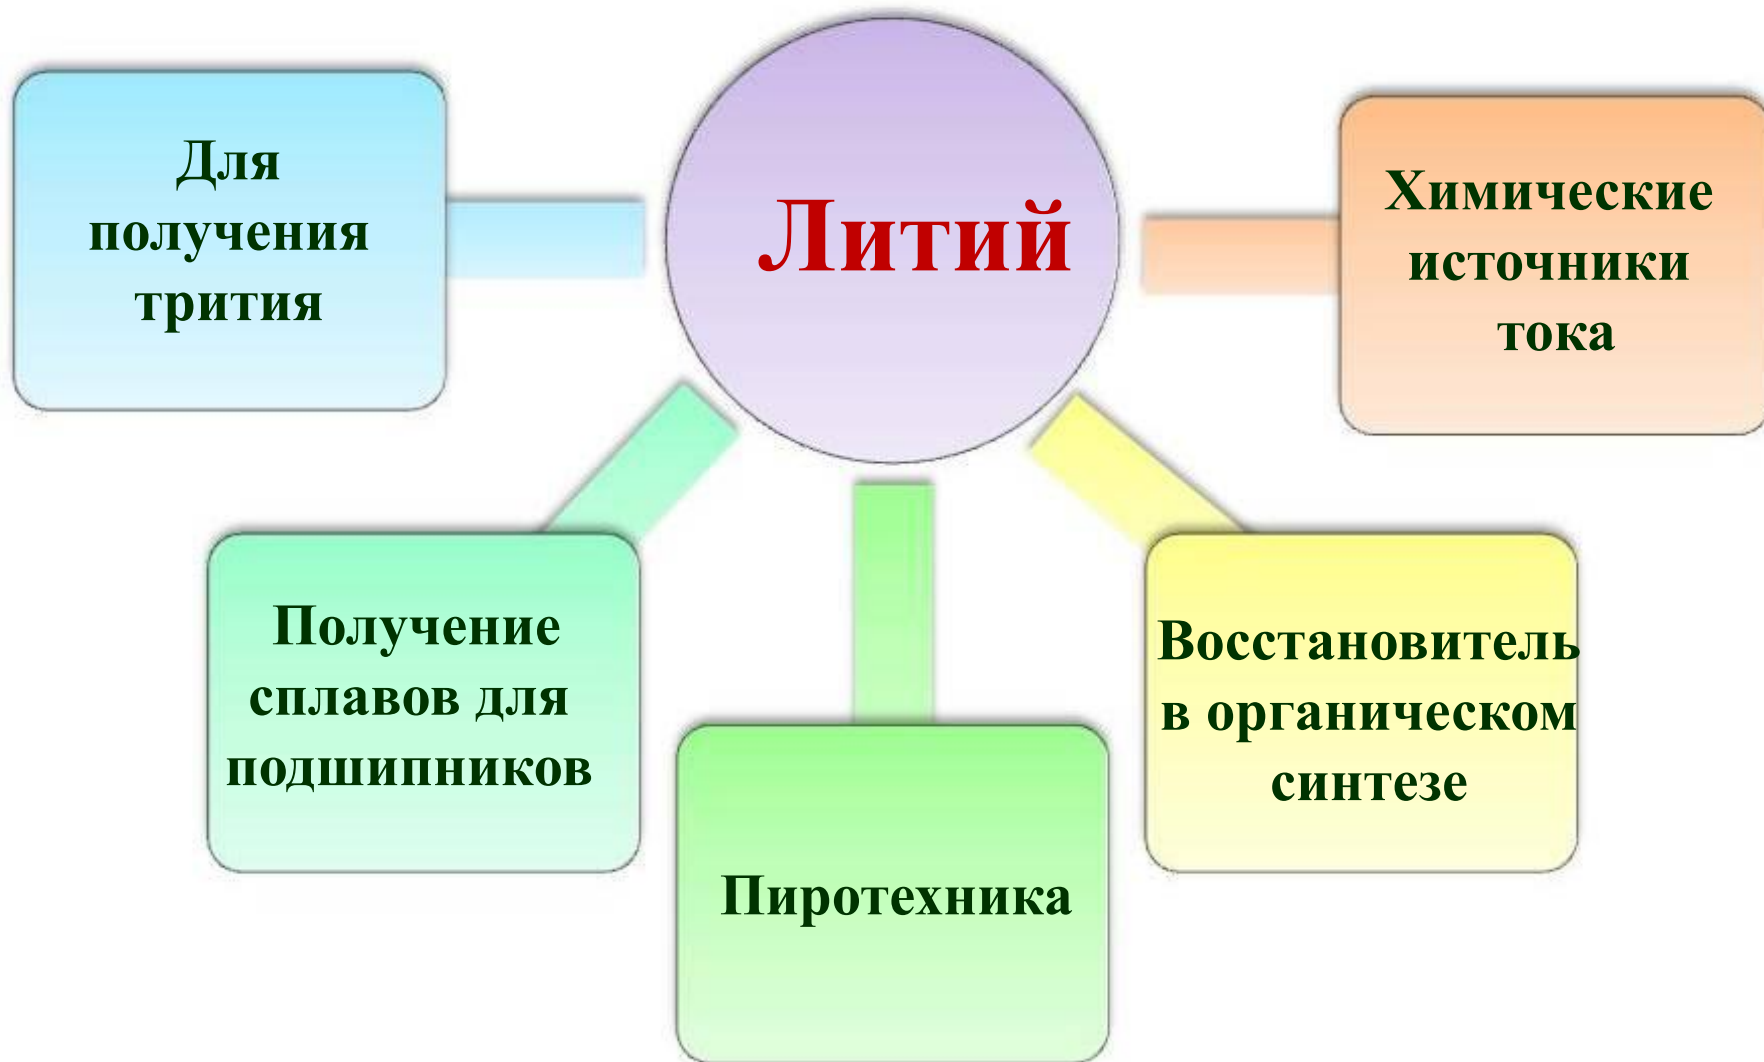 Литий
Для
получения
трития
Химические
источники
тока
Получение
сплавов для
подшипников
Пиротехника
Восстановитель
в органическом
синтезе